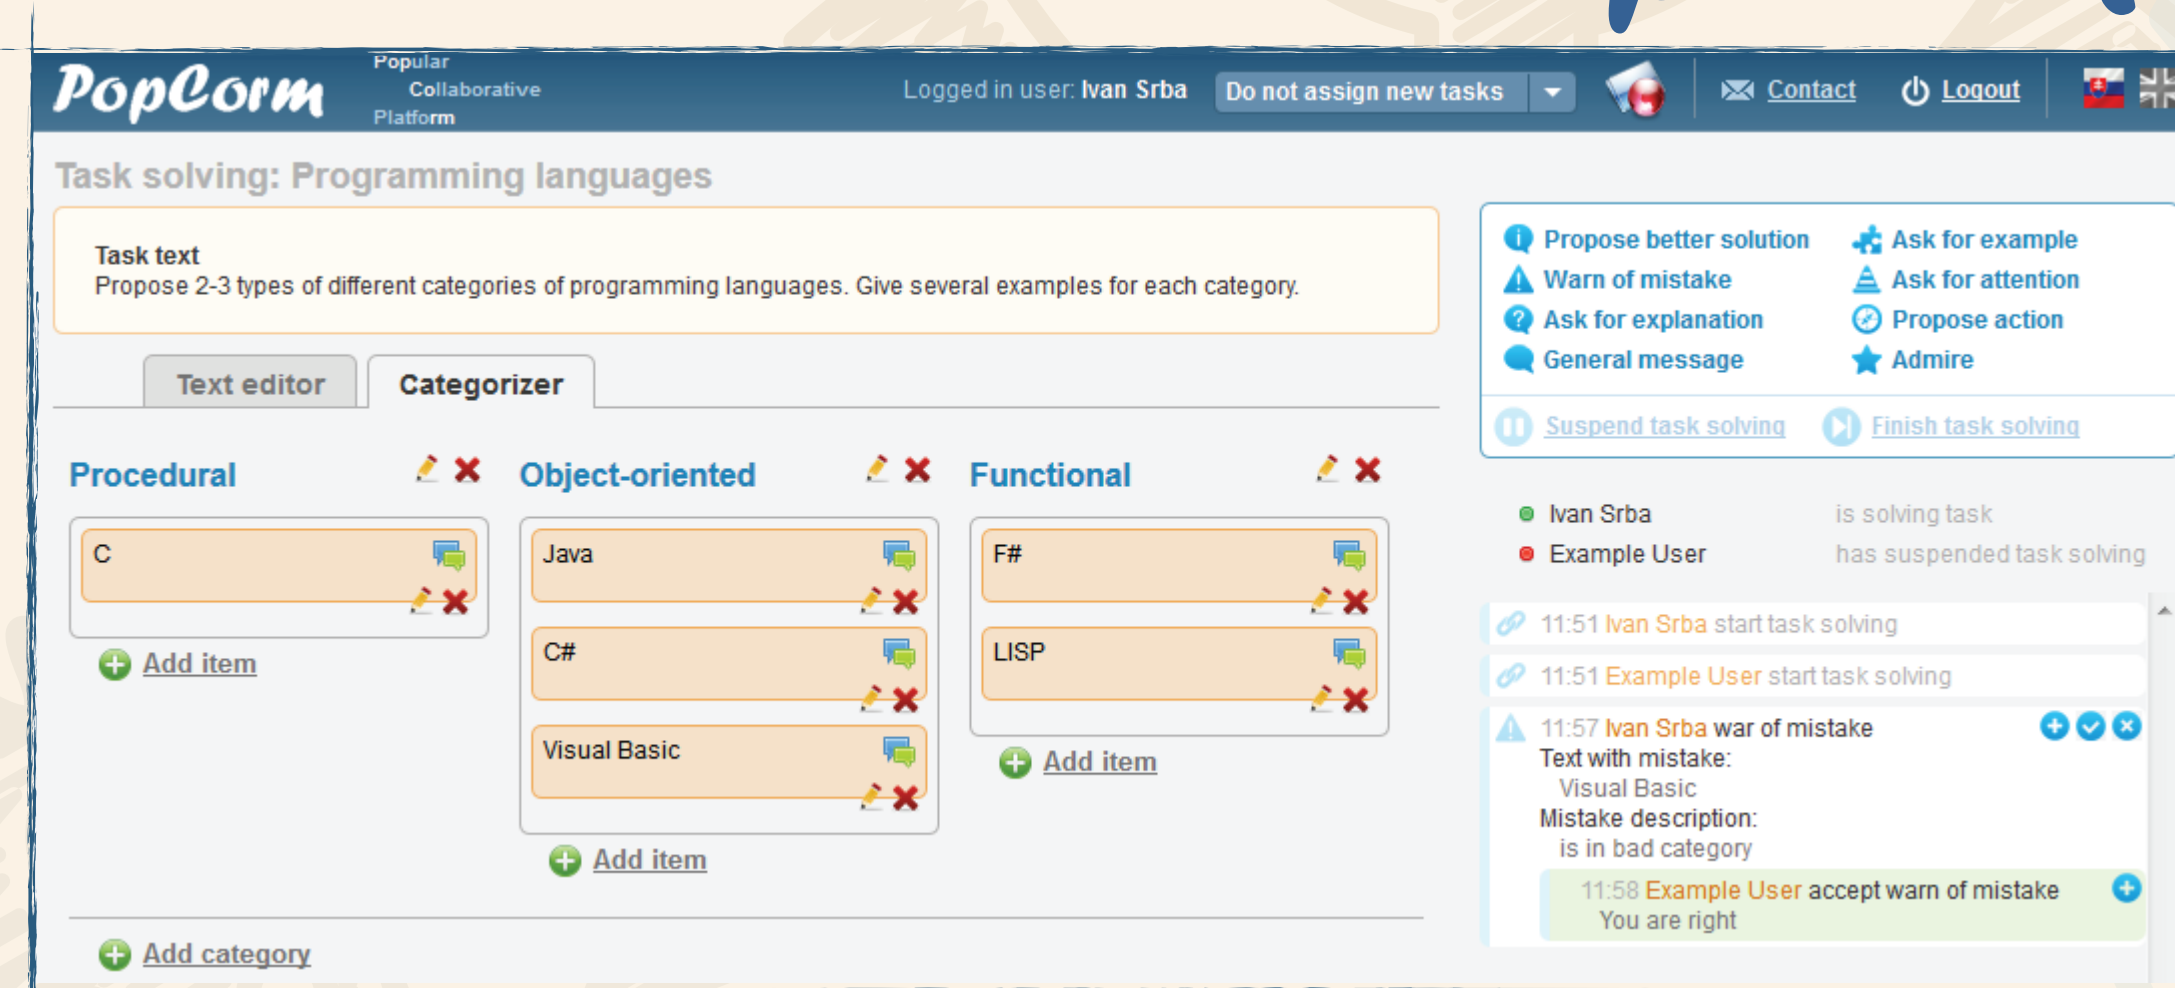 PopCorm
Popular
Collaborative
Platform
Logged in user: Ivan Srba
Do not assign new tasks
Contact
Logout
Task solving: Programming languages
Task text
Propose 2-3 types of different categories of programming languages. Give several examples for each category.
Text editor
Categorizer
Procedural
C
Add item
Object-oriented
Java
C#
Visual Basic
Add item
Functional
F#
LISP
Add item
Add category
Propose better solution
Ask for example
Warn of mistake
Ask for attention
Ask for explanation
Propose action
General message
Admire
Suspend task solving
Finish task solving
Ivan Srba is solving task
Example User has suspended task solving
11:51 Ivan Srba start task solving
11:51 Example User start task solving
11:57 Ivan Srba war of mistake
Text with mistake:
Visual Basic
Mistake description:
is in bad category
11:58 Example User accept warn of mistake
You are right